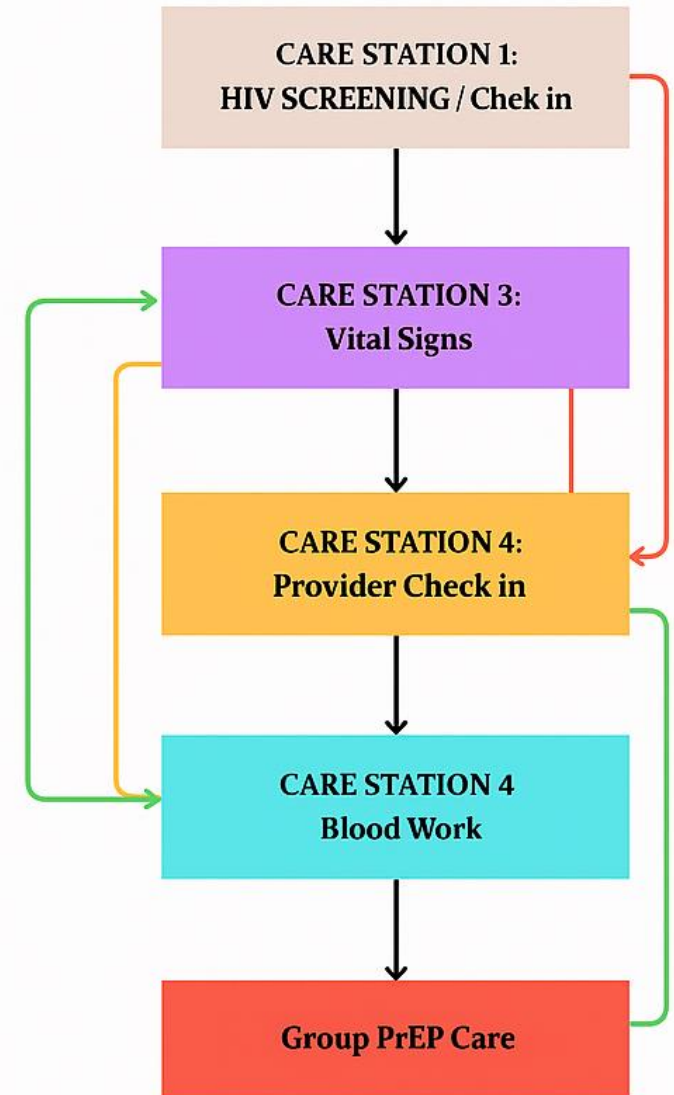 CARE STATION 1:
HIV SCREENING / Chek in
CARE STATION 3:
Vital Signs
CARE STATION 4:
Provider Check in
CARE STATION 4
Blood Work
Group PrEP Care